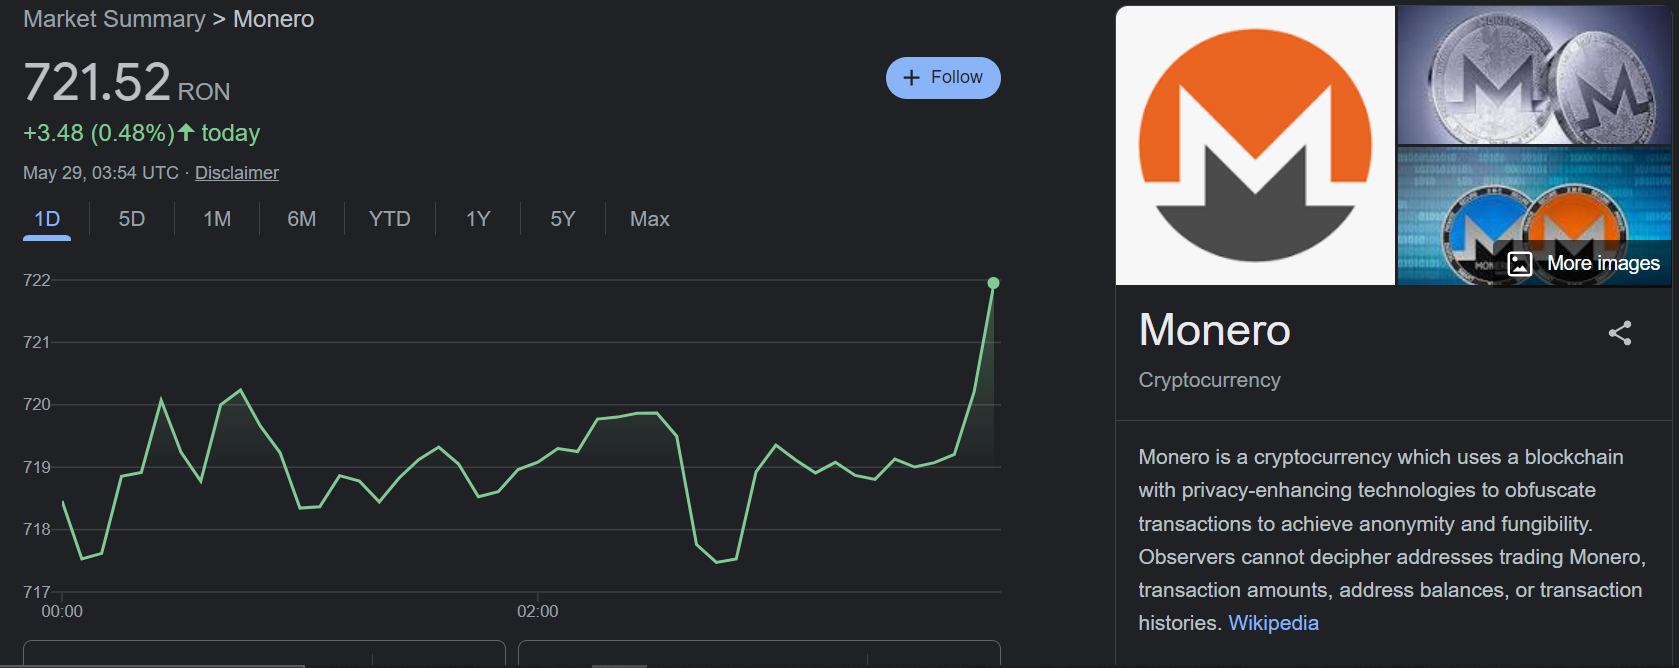 Market Summary > Monero
721.52 RON
+ Follow
+3.48 (0.48%)↑ today
May 29, 03:54 UTC · Disclaimer
1D 5D 1M 6M YTD 1Y 5Y Max
722
721
720
719
718
717
00:00 02:00
More images
Monero
Cryptocurrency
Monero is a cryptocurrency which uses a blockchain
with privacy-enhancing technologies to obfuscate
transactions to achieve anonymity and fungibility.
Observers cannot decipher addresses trading Monero,
transaction amounts, address balances, or transaction
histories. Wikipedia